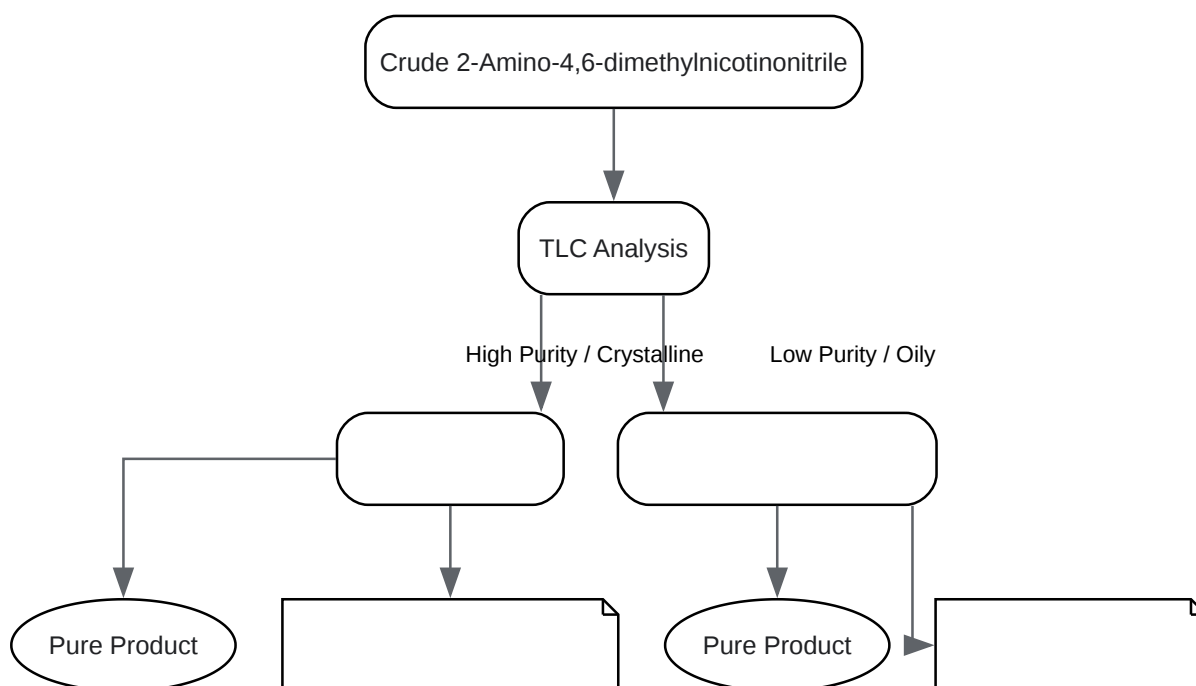 Crude 2-Amino-4,6-dimethylnicotinonitrile
TLC Analysis
High Purity / Crystalline
Low Purity / Oily
Pure Product
Pure Product